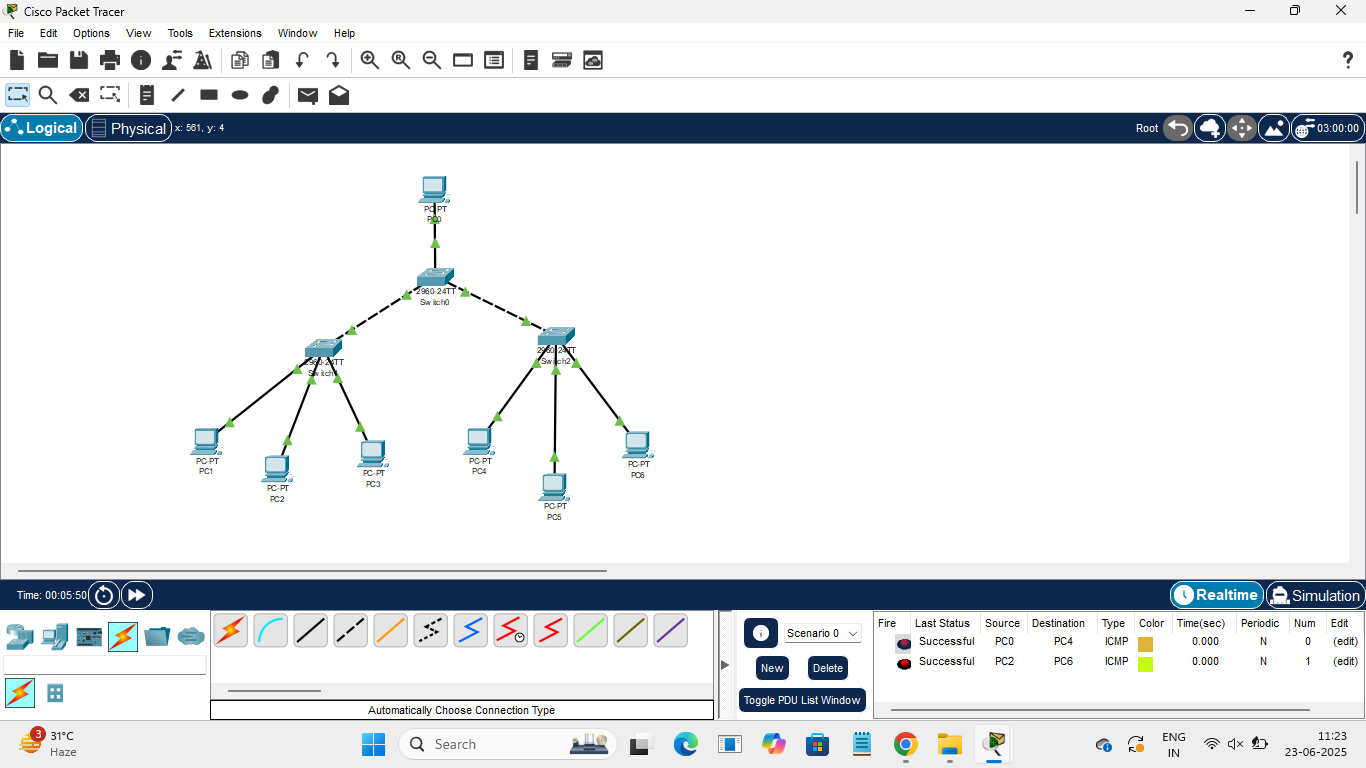 Cisco Packet Tracer
File Edit Options View Tools Extensions Window Help
Logical Physical x: 561, y: 4 Root 03:00:00
PC-PT
PC0
2960-24TT
Switch0
2960-24TT
Switch1
2960-24TT
Switch2
PC-PT
PC1
PC-PT
PC2
PC-PT
PC3
PC-PT
PC4
PC-PT
PC5
PC-PT
PC6
Time: 00:05:50 Realtime Simulation
Automatically Choose Connection Type
Scenario 0
New Delete
Toggle PDU List Window
Fire Last Status Source Destination Type Color Time(sec) Periodic Num Edit
Successful PC0 PC4 ICMP 0.000 N 0 (edit)
Successful PC2 PC6 ICMP 0.000 N 1 (edit)
3
31°C
Haze
Search
ENG
IN
11:23
23-06-2025